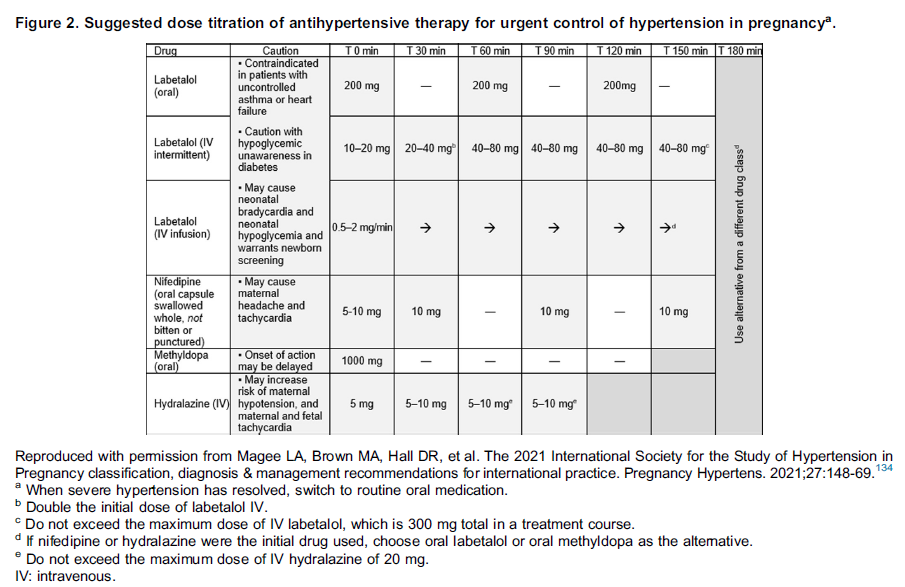 Figure 2. Suggested dose titration of antihypertensive therapy for urgent control of hypertension in pregnancyᵃ.
Drug Caution T 0 min T 30 min T 60 min T 90 min T 120 min T 150 min T 180 min
Labetalol
(oral)
• Contraindicated
in patients with
uncontrolled
asthma or heart
failure
200 mg — 200 mg — 200mg —
Labetalol (IV
intermittent)
• Caution with
hypoglycemic
unawareness in
diabetes
10–20 mg 20–40 mgᵇ 40–80 mg 40–80 mg 40–80 mg 40–80 mgᶜ
Labetalol
(IV infusion)
• May cause
neonatal
bradycardia and
neonatal
hypoglycemia and
warrants newborn
screening
0.5–2 mg/min → → → → →ᵈ
Nifedipine
(oral capsule
swallowed
whole, not
bitten or
punctured)
• May cause
maternal
headache and
tachycardia
5-10 mg 10 mg — 10 mg — 10 mg
Methyldopa
(oral)
• Onset of action
may be delayed
1000 mg — — — —
Hydralazine (IV)
• May increase
risk of maternal
hypotension, and
maternal and fetal
tachycardia
5 mg 5–10 mg 5–10 mgᵉ 5–10 mgᵉ
Use alternative from a different drug classᵈ
Reproduced with permission from Magee LA, Brown MA, Hall DR, et al. The 2021 International Society for the Study of Hypertension in
Pregnancy classification, diagnosis & management recommendations for international practice. Pregnancy Hypertens. 2021;27:148-69.¹³⁴
ᵃ When severe hypertension has resolved, switch to routine oral medication.
ᵇ Double the initial dose of labetalol IV.
ᶜ Do not exceed the maximum dose of IV labetalol, which is 300 mg total in a treatment course.
ᵈ If nifedipine or hydralazine were the initial drug used, choose oral labetalol or oral methyldopa as the alternative.
ᵉ Do not exceed the maximum dose of IV hydralazine of 20 mg.
IV: intravenous.